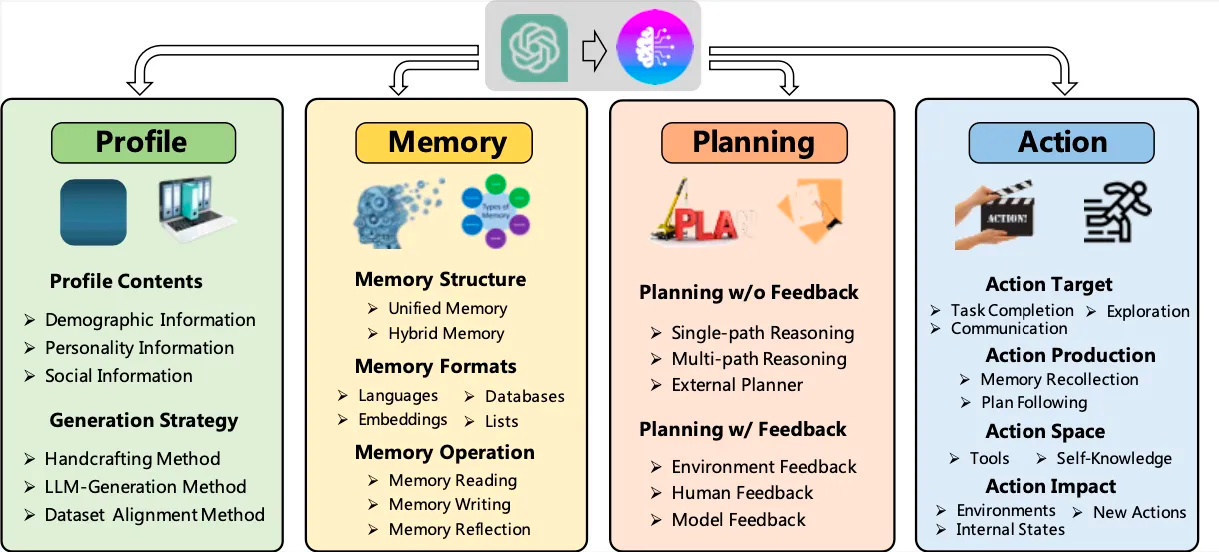 Profile
Profile Contents
➢ Demographic Information
➢ Personality Information
➢ Social Information
Generation Strategy
➢ Handcrafting Method
➢ LLM-Generation Method
➢ Dataset Alignment Method
Memory
Types of
Memory
Memory Structure
➢ Unified Memory
➢ Hybrid Memory
Memory Formats
➢ Languages ➢ Databases
➢ Embeddings ➢ Lists
Memory Operation
➢ Memory Reading
➢ Memory Writing
➢ Memory Reflection
Planning
PLAN
Planning w/o Feedback
➢ Single-path Reasoning
➢ Multi-path Reasoning
➢ External Planner
Planning w/ Feedback
➢ Environment Feedback
➢ Human Feedback
➢ Model Feedback
Action
ACTION!
Action Target
➢ Task Completion ➢ Exploration
➢ Communication
Action Production
➢ Memory Recollection
➢ Plan Following
Action Space
➢ Tools ➢ Self-Knowledge
Action Impact
➢ Environments ➢ New Actions
➢ Internal States